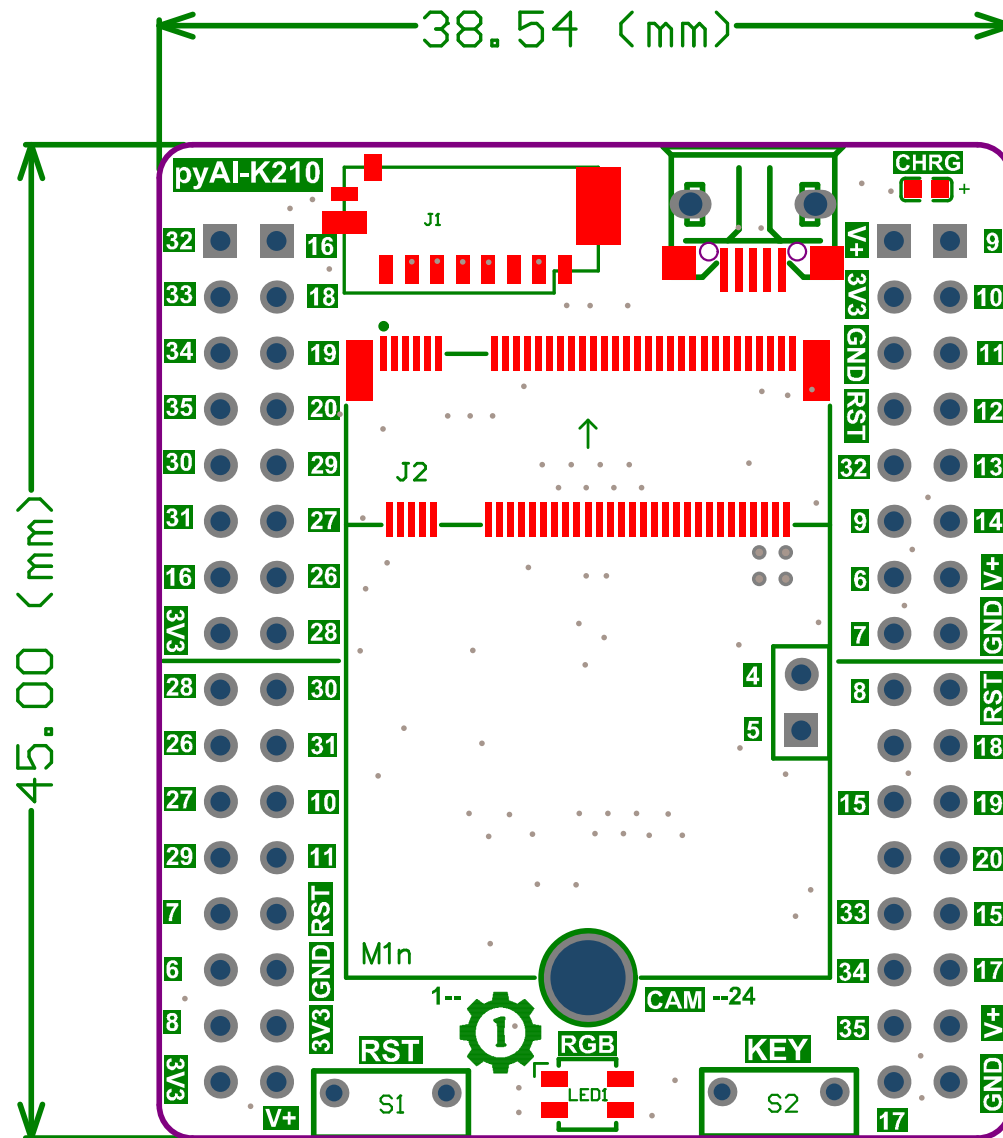 38.54 (mm)
45.00 (mm)
pyAI-K210
J1
CHRG
+
32
16
V+
9
33
18
3V3
10
34
19
GND
11
35
20
RST
12
30
29
32
13
31
27
9
14
16
26
6
V+
3V3
28
7
GND
J2
28
30
4
8
RST
26
31
5
18
27
10
15
19
29
11
20
7
RST
33
15
6
GND
34
17
8
3V3
35
V+
3V3
V+
17
GND
M1n
1--
CAM --24
1
RST
RGB
KEY
S1
LED1
S2